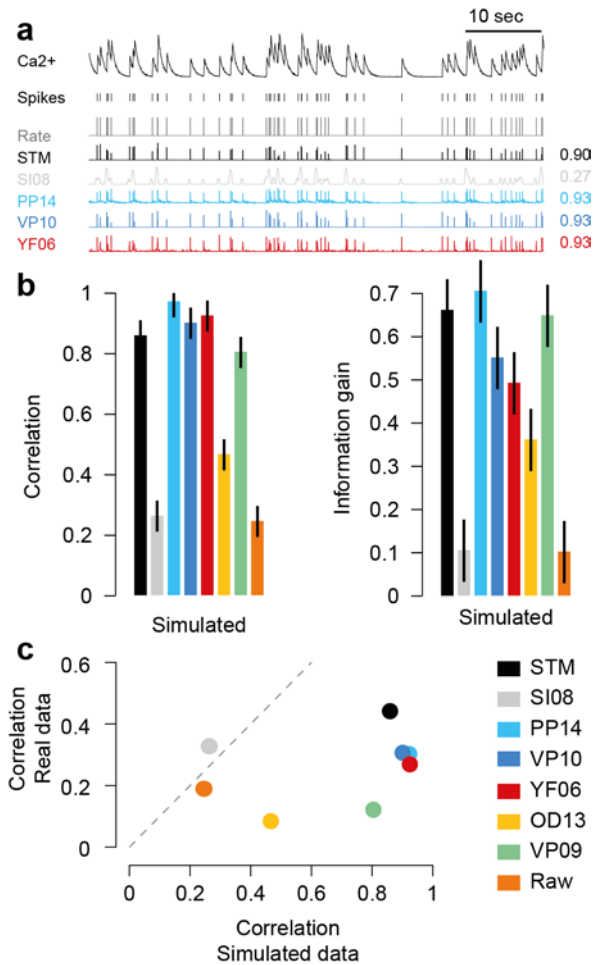 a
10 sec
Ca2+
Spikes
Rate
STM 0.90
SI08 0.27
PP14 0.93
VP10 0.93
YF06 0.93
b
1
0.8
0.6
0.4
0.2
0
Correlation
Simulated
0.7
0.6
0.5
0.4
0.3
0.2
0.1
0
Information gain
Simulated
c
0.6
0.4
0.2
0
Correlation
Real data
0 0.2 0.4 0.6 0.8 1
Correlation
Simulated data
STM
SI08
PP14
VP10
YF06
OD13
VP09
Raw